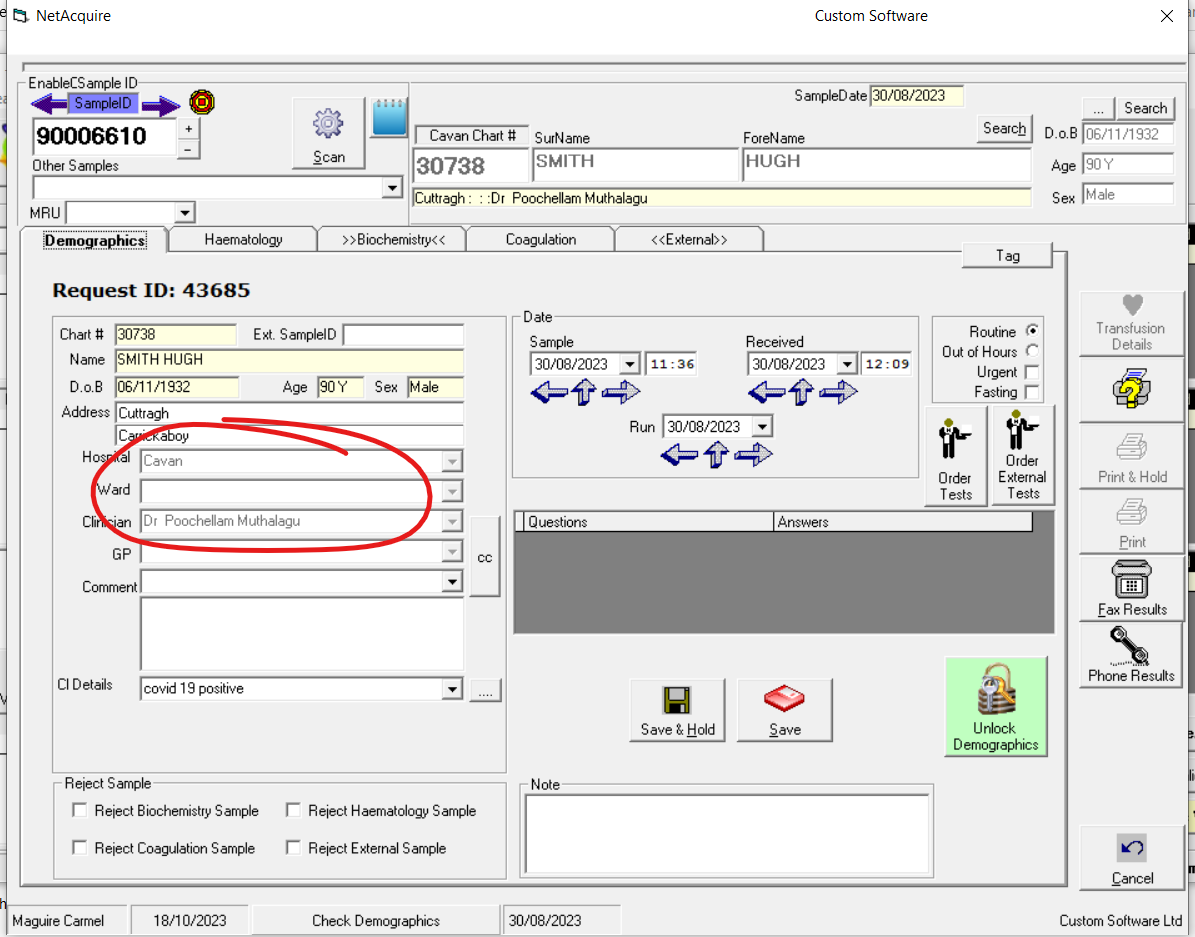 NetAcquire
Custom Software
EnableCSample ID
SampleID
90006610
+
-
Scan
Other Samples
MRU
SampleDate 30/08/2023
... Search
Cavan Chart # SurName ForeName Search D.o.B 06/11/1932
30738 SMITH HUGH Age 90 Y
Sex Male
Cuttragh : : :Dr Poochellam Muthalagu
Demographics Haematology >>Biochemistry<< Coagulation <<External>>
Tag
Request ID: 43685
Chart # 30738 Ext. SampleID
Name SMITH HUGH
D.o.B 06/11/1932 Age 90 Y Sex Male
Address Cuttragh
Carrickaboy
Hospital Cavan
Ward
Clinician Dr Poochellam Muthalagu
GP
cc
Comment
CI Details covid 19 positive ....
Date
Sample Received
30/08/2023 11:36 30/08/2023 12:09
Run 30/08/2023
Routine
Out of Hours
Urgent
Fasting
Order Tests
Order External Tests
Questions Answers
Save & Hold Save
Unlock Demographics
Transfusion Details
Print & Hold
Print
Fax Results
Phone Results
Cancel
Reject Sample
Reject Biochemistry Sample Reject Haematology Sample
Reject Coagulation Sample Reject External Sample
Note
Maguire Carmel 18/10/2023 Check Demographics 30/08/2023 Custom Software Ltd